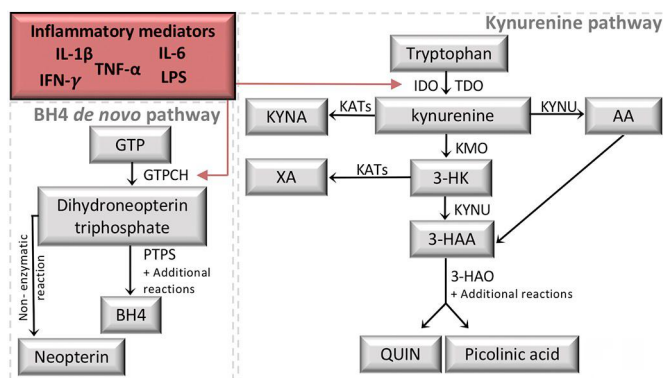 Kynurenine pathway
Inflammatory mediators
IL-1β IL-6
TNF-α
IFN-γ LPS
Tryptophan
IDO TDO
KYNA
KATs
kynurenine
KYNU
AA
KMO
XA
KATs
3-HK
KYNU
3-HAA
3-HAO
+ Additional reactions
QUIN
Picolinic acid
BH4 de novo pathway
GTP
GTPCH
Dihydroneopterin
triphosphate
Non- enzymatic
reaction
PTPS
+ Additional
reactions
BH4
Neopterin